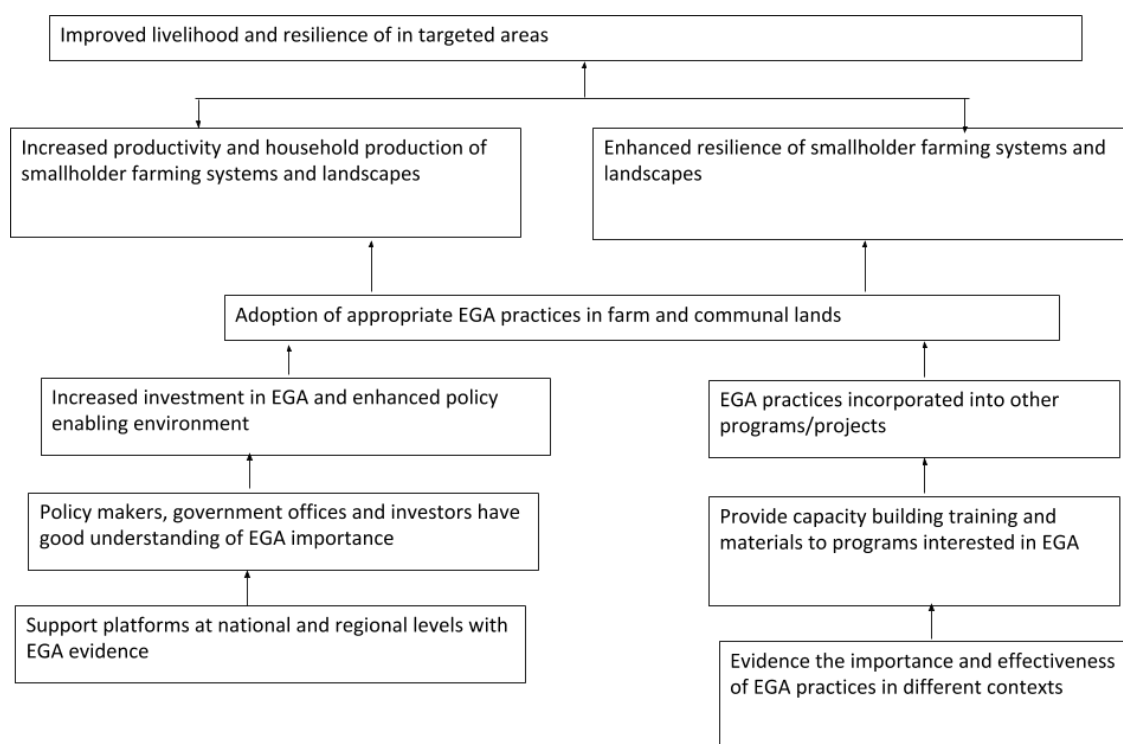 Improved livelihood and resilience of in targeted areas
Increased productivity and household production of
smallholder farming systems and landscapes
Enhanced resilience of smallholder farming systems and
landscapes
Adoption of appropriate EGA practices in farm and communal lands
Increased investment in EGA and enhanced policy
enabling environment
EGA practices incorporated into other
programs/projects
Policy makers, government offices and investors have
good understanding of EGA importance
Provide capacity building training and
materials to programs interested in EGA
Support platforms at national and regional levels with
EGA evidence
Evidence the importance and effectiveness
of EGA practices in different contexts